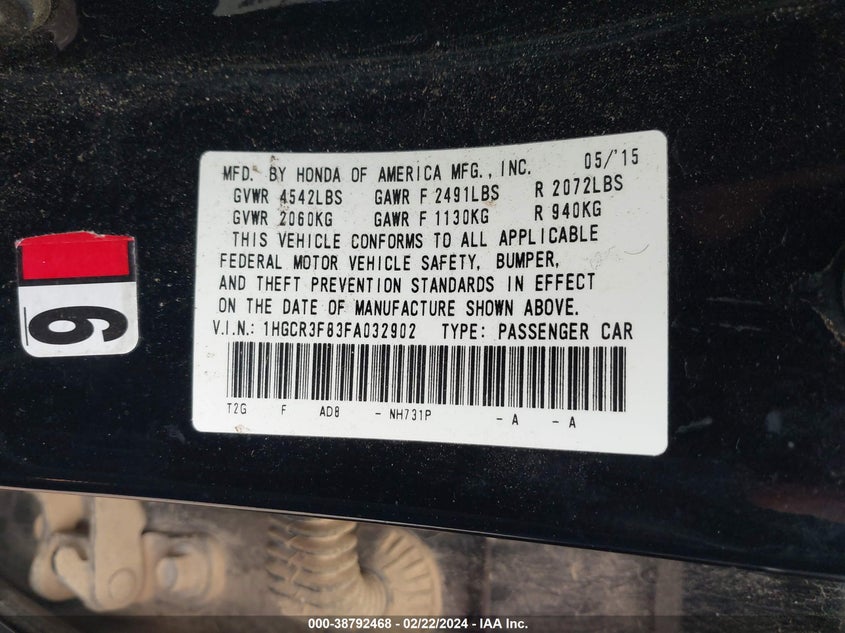 MFD. BY HONDA OF AMERICA MFG., INC. 05/'15
GVWR 4542LBS GAWR F 2491LBS R 2072LBS
GVWR 2060KG GAWR F 1130KG R 940KG
THIS VEHICLE CONFORMS TO ALL APPLICABLE
FEDERAL MOTOR VEHICLE SAFETY, BUMPER,
AND THEFT PREVENTION STANDARDS IN EFFECT
ON THE DATE OF MANUFACTURE SHOWN ABOVE.
V.I.N.: 1HGCR3F83FA032902 TYPE: PASSENGER CAR
T2G F AD8 - NH731P - A - A
6
000-38792468 - 02/22/2024 - IAA Inc.